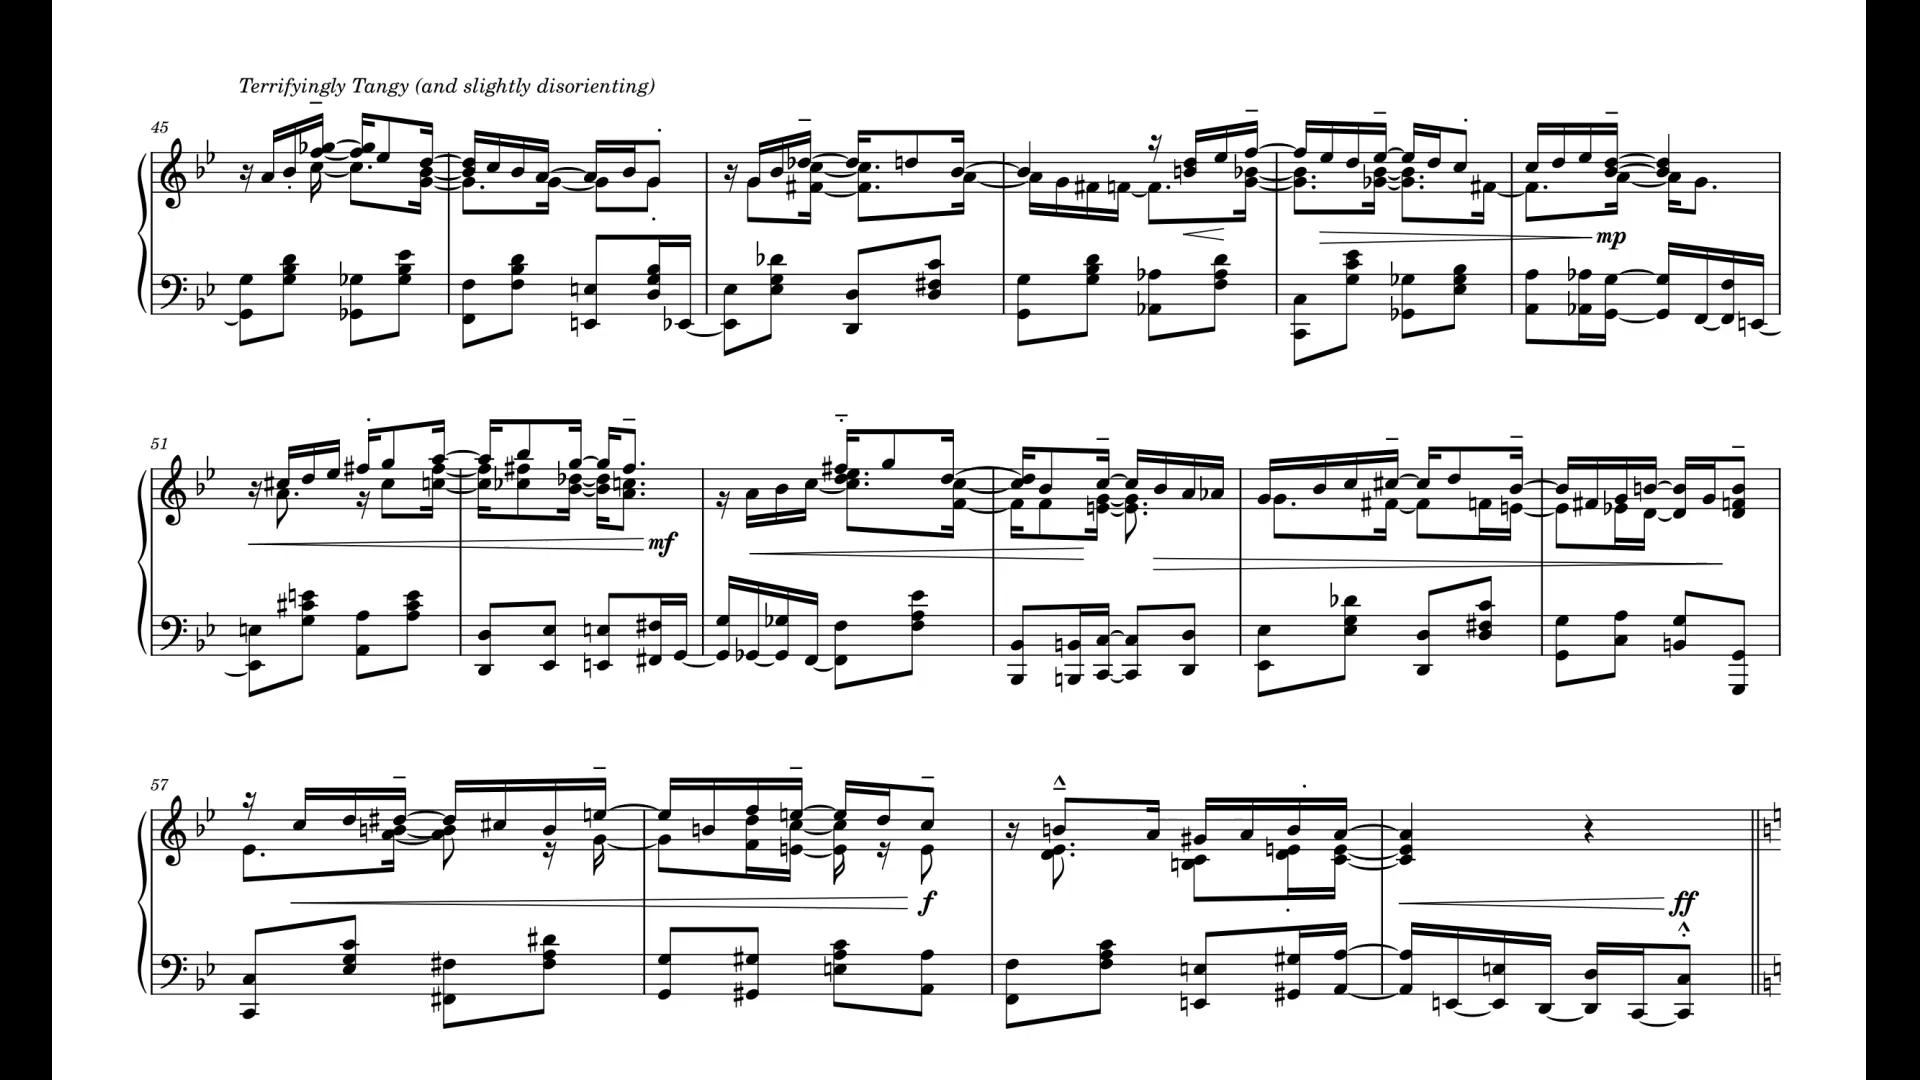 Terrifyingly Tangy (and slightly disorienting)
45
mp
51
mf
57
f
ff